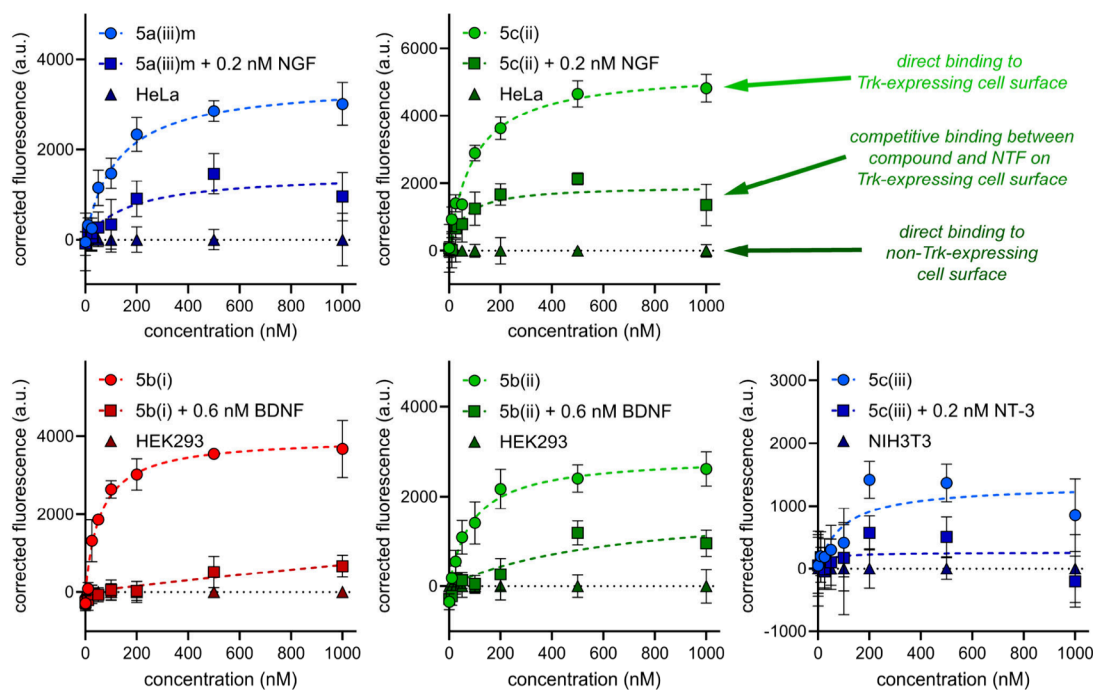 5a(iii)m
5a(iii)m + 0.2 nM NGF
HeLa
corrected fluorescence (a.u.)
4000
2000
0
0 200 400 600 800 1000
concentration (nM)
5c(ii)
5c(ii) + 0.2 nM NGF
HeLa
corrected fluorescence (a.u.)
6000
4000
2000
0
0 200 400 600 800 1000
concentration (nM)
direct binding to
Trk-expressing cell surface
competitive binding between
compound and NTF on
Trk-expressing cell surface
direct binding to
non-Trk-expressing
cell surface
5b(i)
5b(i) + 0.6 nM BDNF
HEK293
corrected fluorescence (a.u.)
4000
2000
0
0 200 400 600 800 1000
concentration (nM)
5b(ii)
5b(ii) + 0.6 nM BDNF
HEK293
corrected fluorescence (a.u.)
4000
2000
0
0 200 400 600 800 1000
concentration (nM)
5c(iii)
5c(iii) + 0.2 nM NT-3
NIH3T3
corrected fluorescence (a.u.)
3000
2000
1000
0
-1000
0 200 400 600 800 1000
concentration (nM)